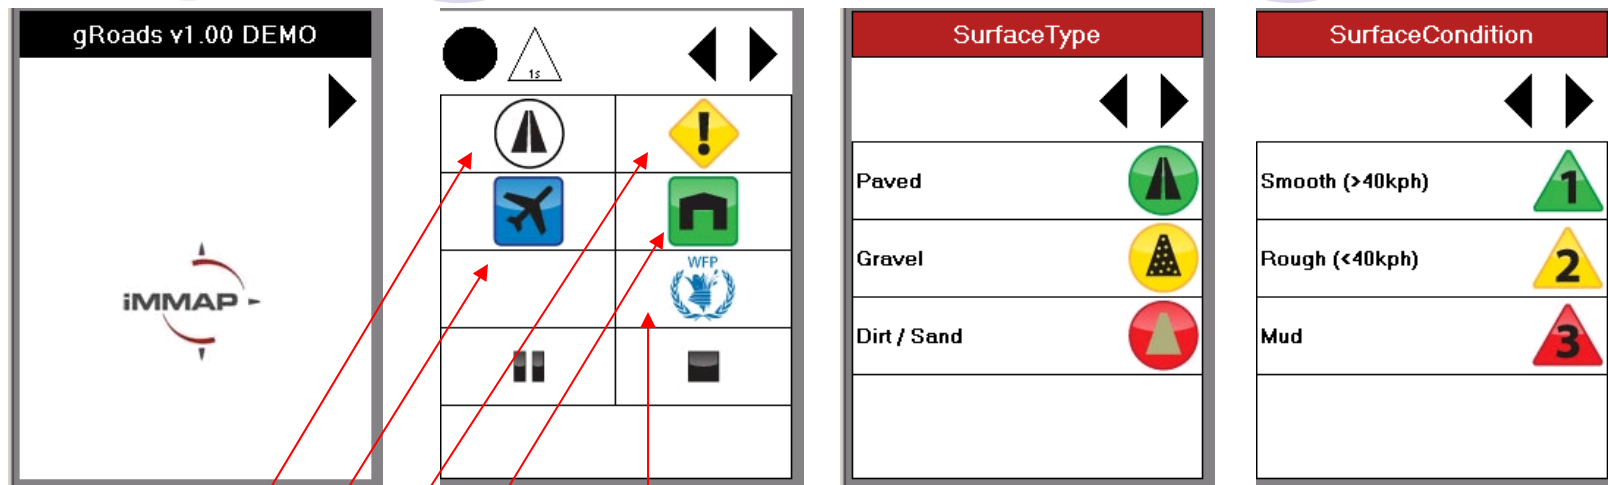 gRoads v1.00 DEMO
iMMAP
1s
WFP
SurfaceType
Paved
Gravel
Dirt / Sand
SurfaceCondition
Smooth (>40kph)
1
Rough (<40kph)
2
Mud
3